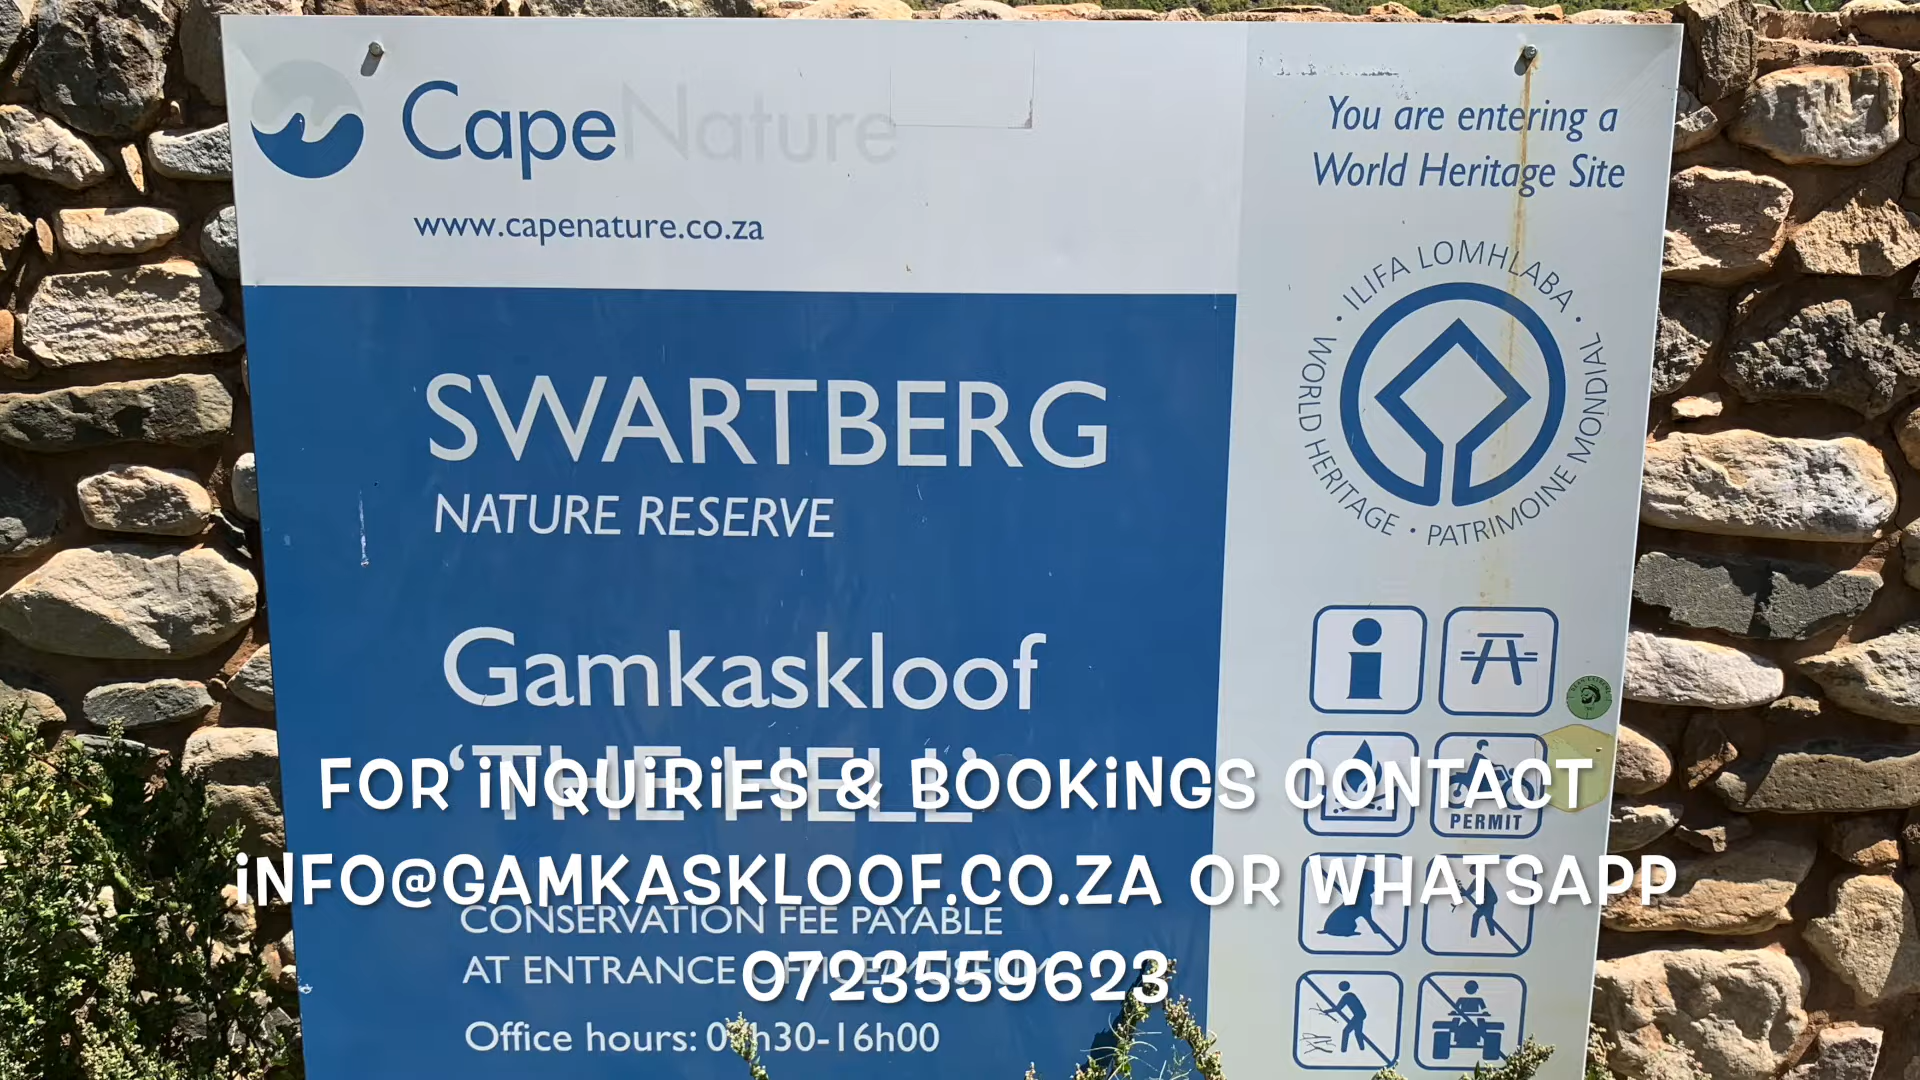 CapeNature
www.capenature.co.za
You are entering a
World Heritage Site
ILIFA LOMHLABA • PATRIMOINE MONDIAL • WORLD HERITAGE •
SWARTBERG
NATURE RESERVE
Gamkaskloof
'THE HELL'
PERMIT
FOR iNQUiRiES & BOOKiNGS CONTACT
iNFO@GAMKASKLOOF.CO.ZA OR WHATSAPP
0723559623
CONSERVATION FEE PAYABLE
AT ENTRANCE
Office hours: h30-16h00